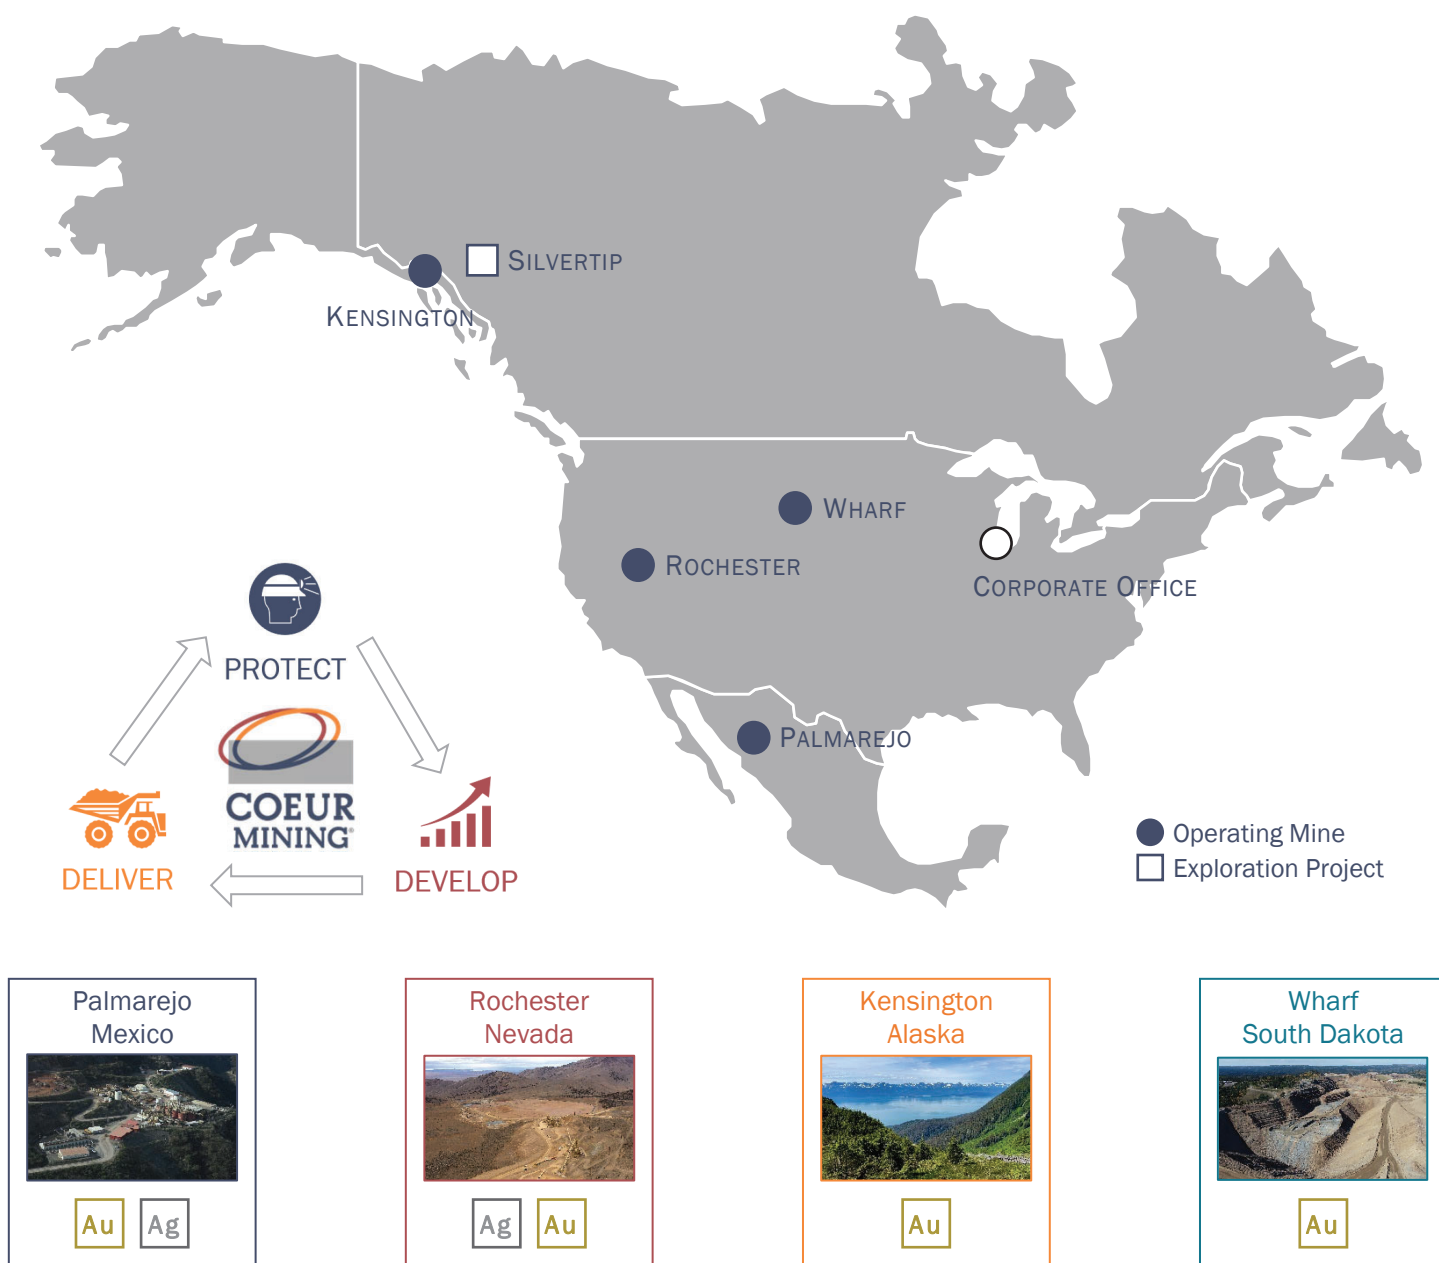 SILVERTIP
KENSINGTON
WHARF
ROCHESTER
CORPORATE OFFICE
PALMAREJO
PROTECT
COEUR
MINING®
DELIVER
DEVELOP
Operating Mine
Exploration Project
Palmarejo
Mexico
Au Ag
Rochester
Nevada
Ag Au
Kensington
Alaska
Au
Wharf
South Dakota
Au